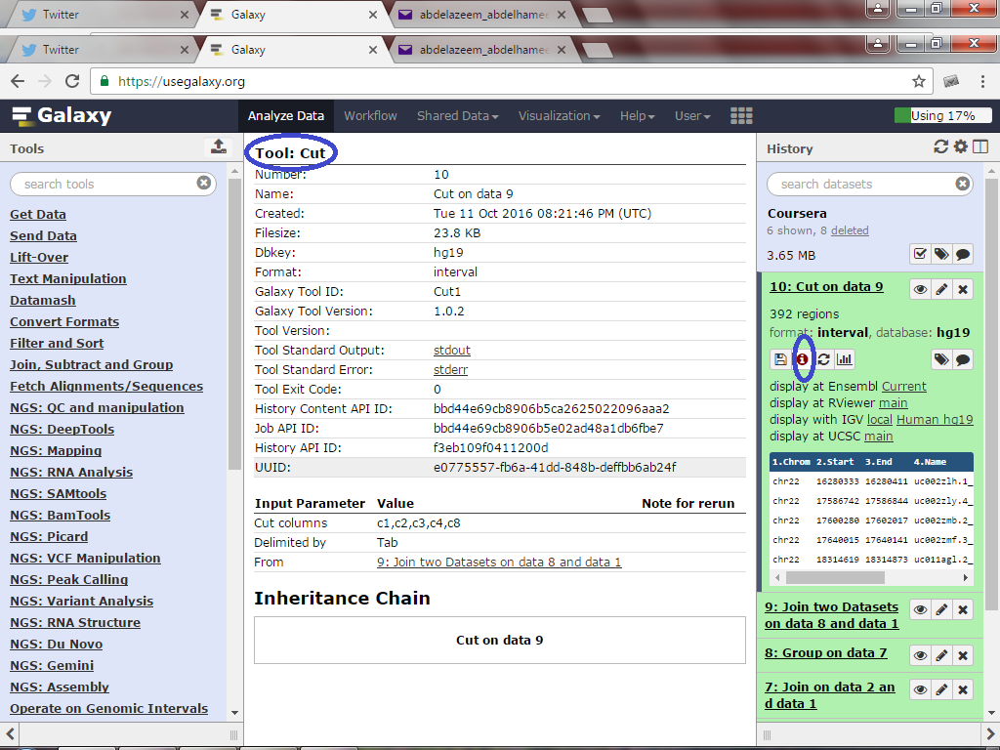 Twitter
Galaxy
abdelazeem_abdelhamee
Twitter
Galaxy
abdelazeem_abdelhamee
https://usegalaxy.org
Galaxy
Analyze Data
Workflow
Shared Data
Visualization
Help
User
Using 17%
Tools
search tools
Get Data
Send Data
Lift-Over
Text Manipulation
Datamash
Convert Formats
Filter and Sort
Join, Subtract and Group
Fetch Alignments/Sequences
NGS: QC and manipulation
NGS: DeepTools
NGS: Mapping
NGS: RNA Analysis
NGS: SAMtools
NGS: BamTools
NGS: Picard
NGS: VCF Manipulation
NGS: Peak Calling
NGS: Variant Analysis
NGS: RNA Structure
NGS: Du Novo
NGS: Gemini
NGS: Assembly
Operate on Genomic Intervals
Tool: Cut
Number: 10
Name: Cut on data 9
Created: Tue 11 Oct 2016 08:21:46 PM (UTC)
Filesize: 23.8 KB
Dbkey: hg19
Format: interval
Galaxy Tool ID: Cut1
Galaxy Tool Version: 1.0.2
Tool Version:
Tool Standard Output: stdout
Tool Standard Error: stderr
Tool Exit Code: 0
History Content API ID: bbd44e69cb8906b5ca2625022096aaa2
Job API ID: bbd44e69cb8906b5e02ad48a1db6fbe7
History API ID: f3eb109f0411200d
UUID: e0775557-fb6a-41dd-848b-deffbb6ab24f
Input Parameter Value Note for rerun
Cut columns c1,c2,c3,c4,c8
Delimited by Tab
From 9: Join two Datasets on data 8 and data 1
Inheritance Chain
Cut on data 9
History
search datasets
Coursera
6 shown, 8 deleted
3.65 MB
10: Cut on data 9
392 regions
format: interval, database: hg19
display at Ensembl Current
display at RViewer main
display with IGV local Human hg19
display at UCSC main
1.Chrom 2.Start 3.End 4.Name
chr22 16280333 16280411 uc002zlh.1_
chr22 17586742 17586844 uc002zly.4_
chr22 17600280 17602017 uc002zmb.2_
chr22 17640015 17640141 uc002zmf.3_
chr22 18314619 18314873 uc011agl.2_
9: Join two Datasets
on data 8 and data 1
8: Group on data 7
7: Join on data 2 an
d data 1